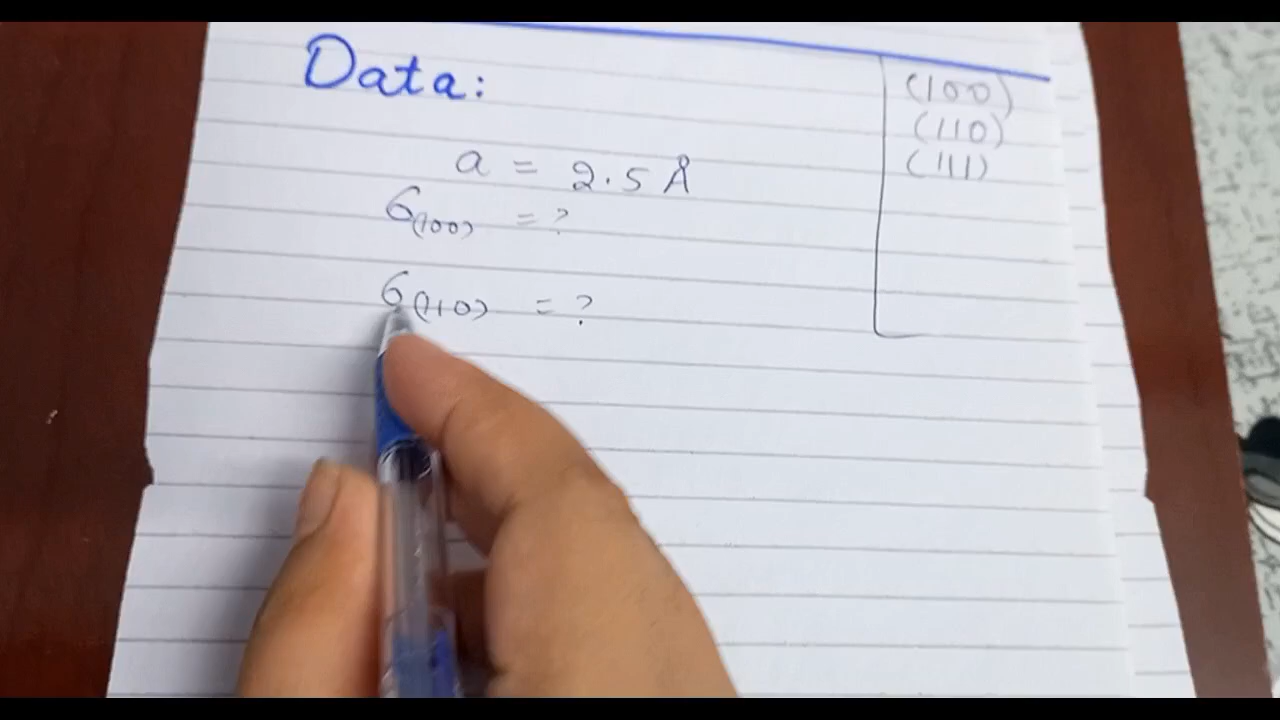 Data:
a = 2.5 Å
σ(100) = ?
σ(110) = ?
(100)
(110)
(111)